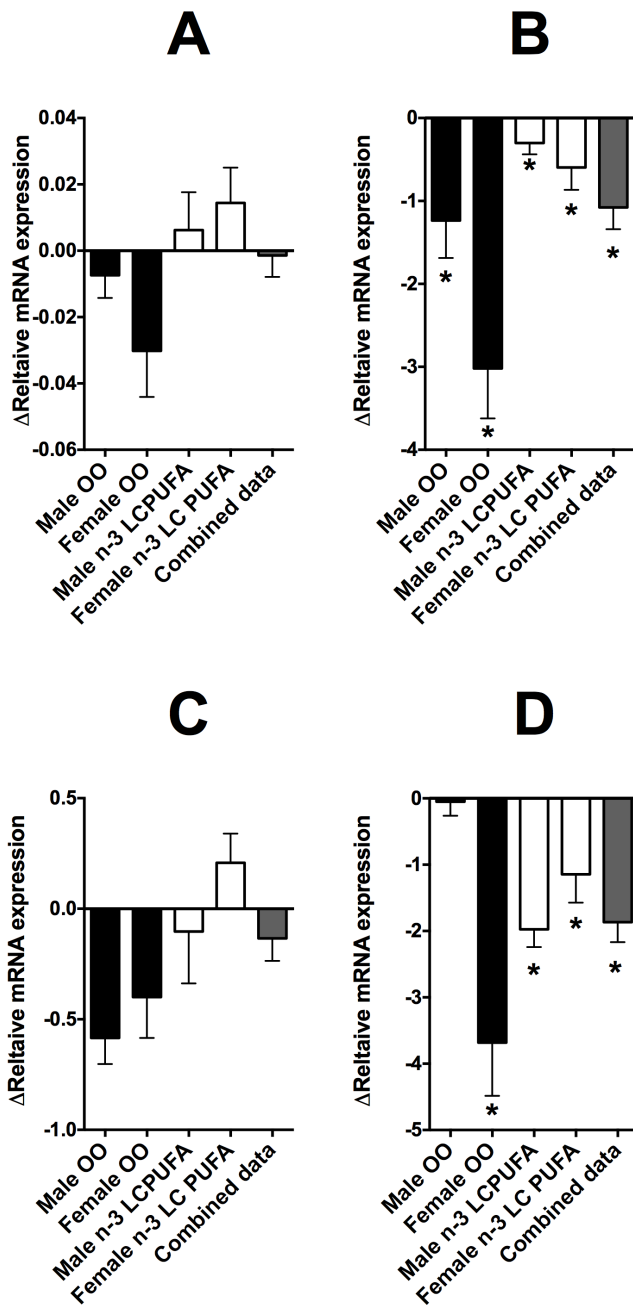 A
ΔReltaive mRNA expression
0.04
0.02
0.00
-0.02
-0.04
-0.06
Male OO
Female OO
Male n-3 LCPUFA
Female n-3 LC PUFA
Combined data
B
ΔReltaive mRNA expression
0
-1
-2
-3
-4
*
*
*
*
*
Male OO
Female OO
Male n-3 LCPUFA
Female n-3 LC PUFA
Combined data
C
ΔReltaive mRNA expression
0.5
0.0
-0.5
-1.0
Male OO
Female OO
Male n-3 LCPUFA
Female n-3 LC PUFA
Combined data
D
ΔReltaive mRNA expression
0
-1
-2
-3
-4
-5
*
*
*
*
Male OO
Female OO
Male n-3 LCPUFA
Female n-3 LC PUFA
Combined data